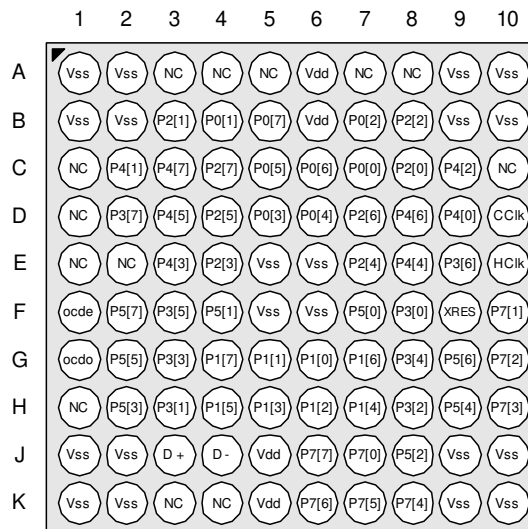 1 2 3 4 5 6 7 8 9 10
A Vss Vss NC NC NC Vdd NC NC Vss Vss
B Vss Vss P2[1] P0[1] P0[7] Vdd P0[2] P2[2] Vss Vss
C NC P4[1] P4[7] P2[7] P0[5] P0[6] P0[0] P2[0] P4[2] NC
D NC P3[7] P4[5] P2[5] P0[3] P0[4] P2[6] P4[6] P4[0] CClk
E NC NC P4[3] P2[3] Vss Vss P2[4] P4[4] P3[6] HClk
F ocde P5[7] P3[5] P5[1] Vss Vss P5[0] P3[0] XRES P7[1]
G ocdo P5[5] P3[3] P1[7] P1[1] P1[0] P1[6] P3[4] P5[6] P7[2]
H NC P5[3] P3[1] P1[5] P1[3] P1[2] P1[4] P3[2] P5[4] P7[3]
J Vss Vss D + D - Vdd P7[7] P7[0] P5[2] Vss Vss
K Vss Vss NC NC Vdd P7[6] P7[5] P7[4] Vss Vss